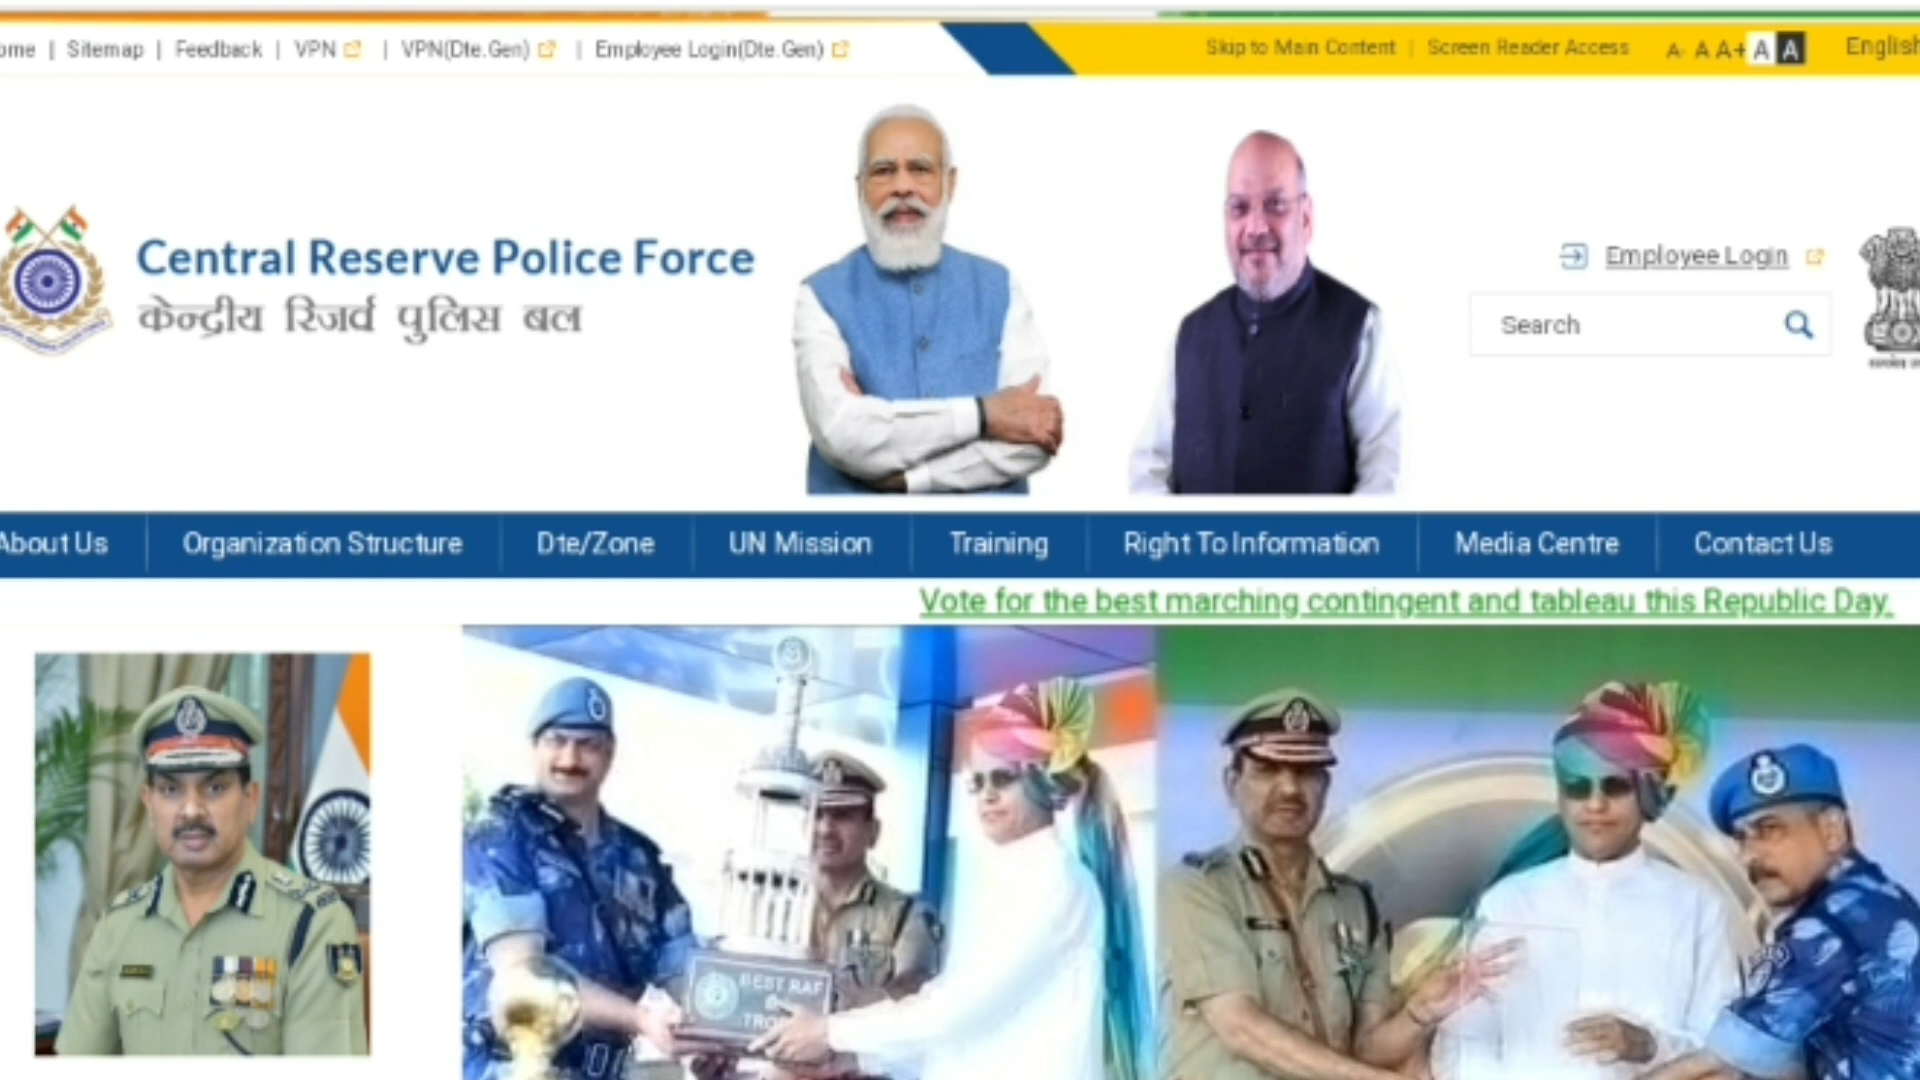 ome | Sitemap | Feedback | VPN | VPN(Dte.Gen) | Employee Login(Dte.Gen)
Skip to Main Content | Screen Reader Access A- A A+ A A English
Central Reserve Police Force
केन्द्रीय रिजर्व पुलिस बल
Employee Login
Search
About Us Organization Structure Dte/Zone UN Mission Training Right To Information Media Centre Contact Us
Vote for the best marching contingent and tableau this Republic Day.
BEST RAF